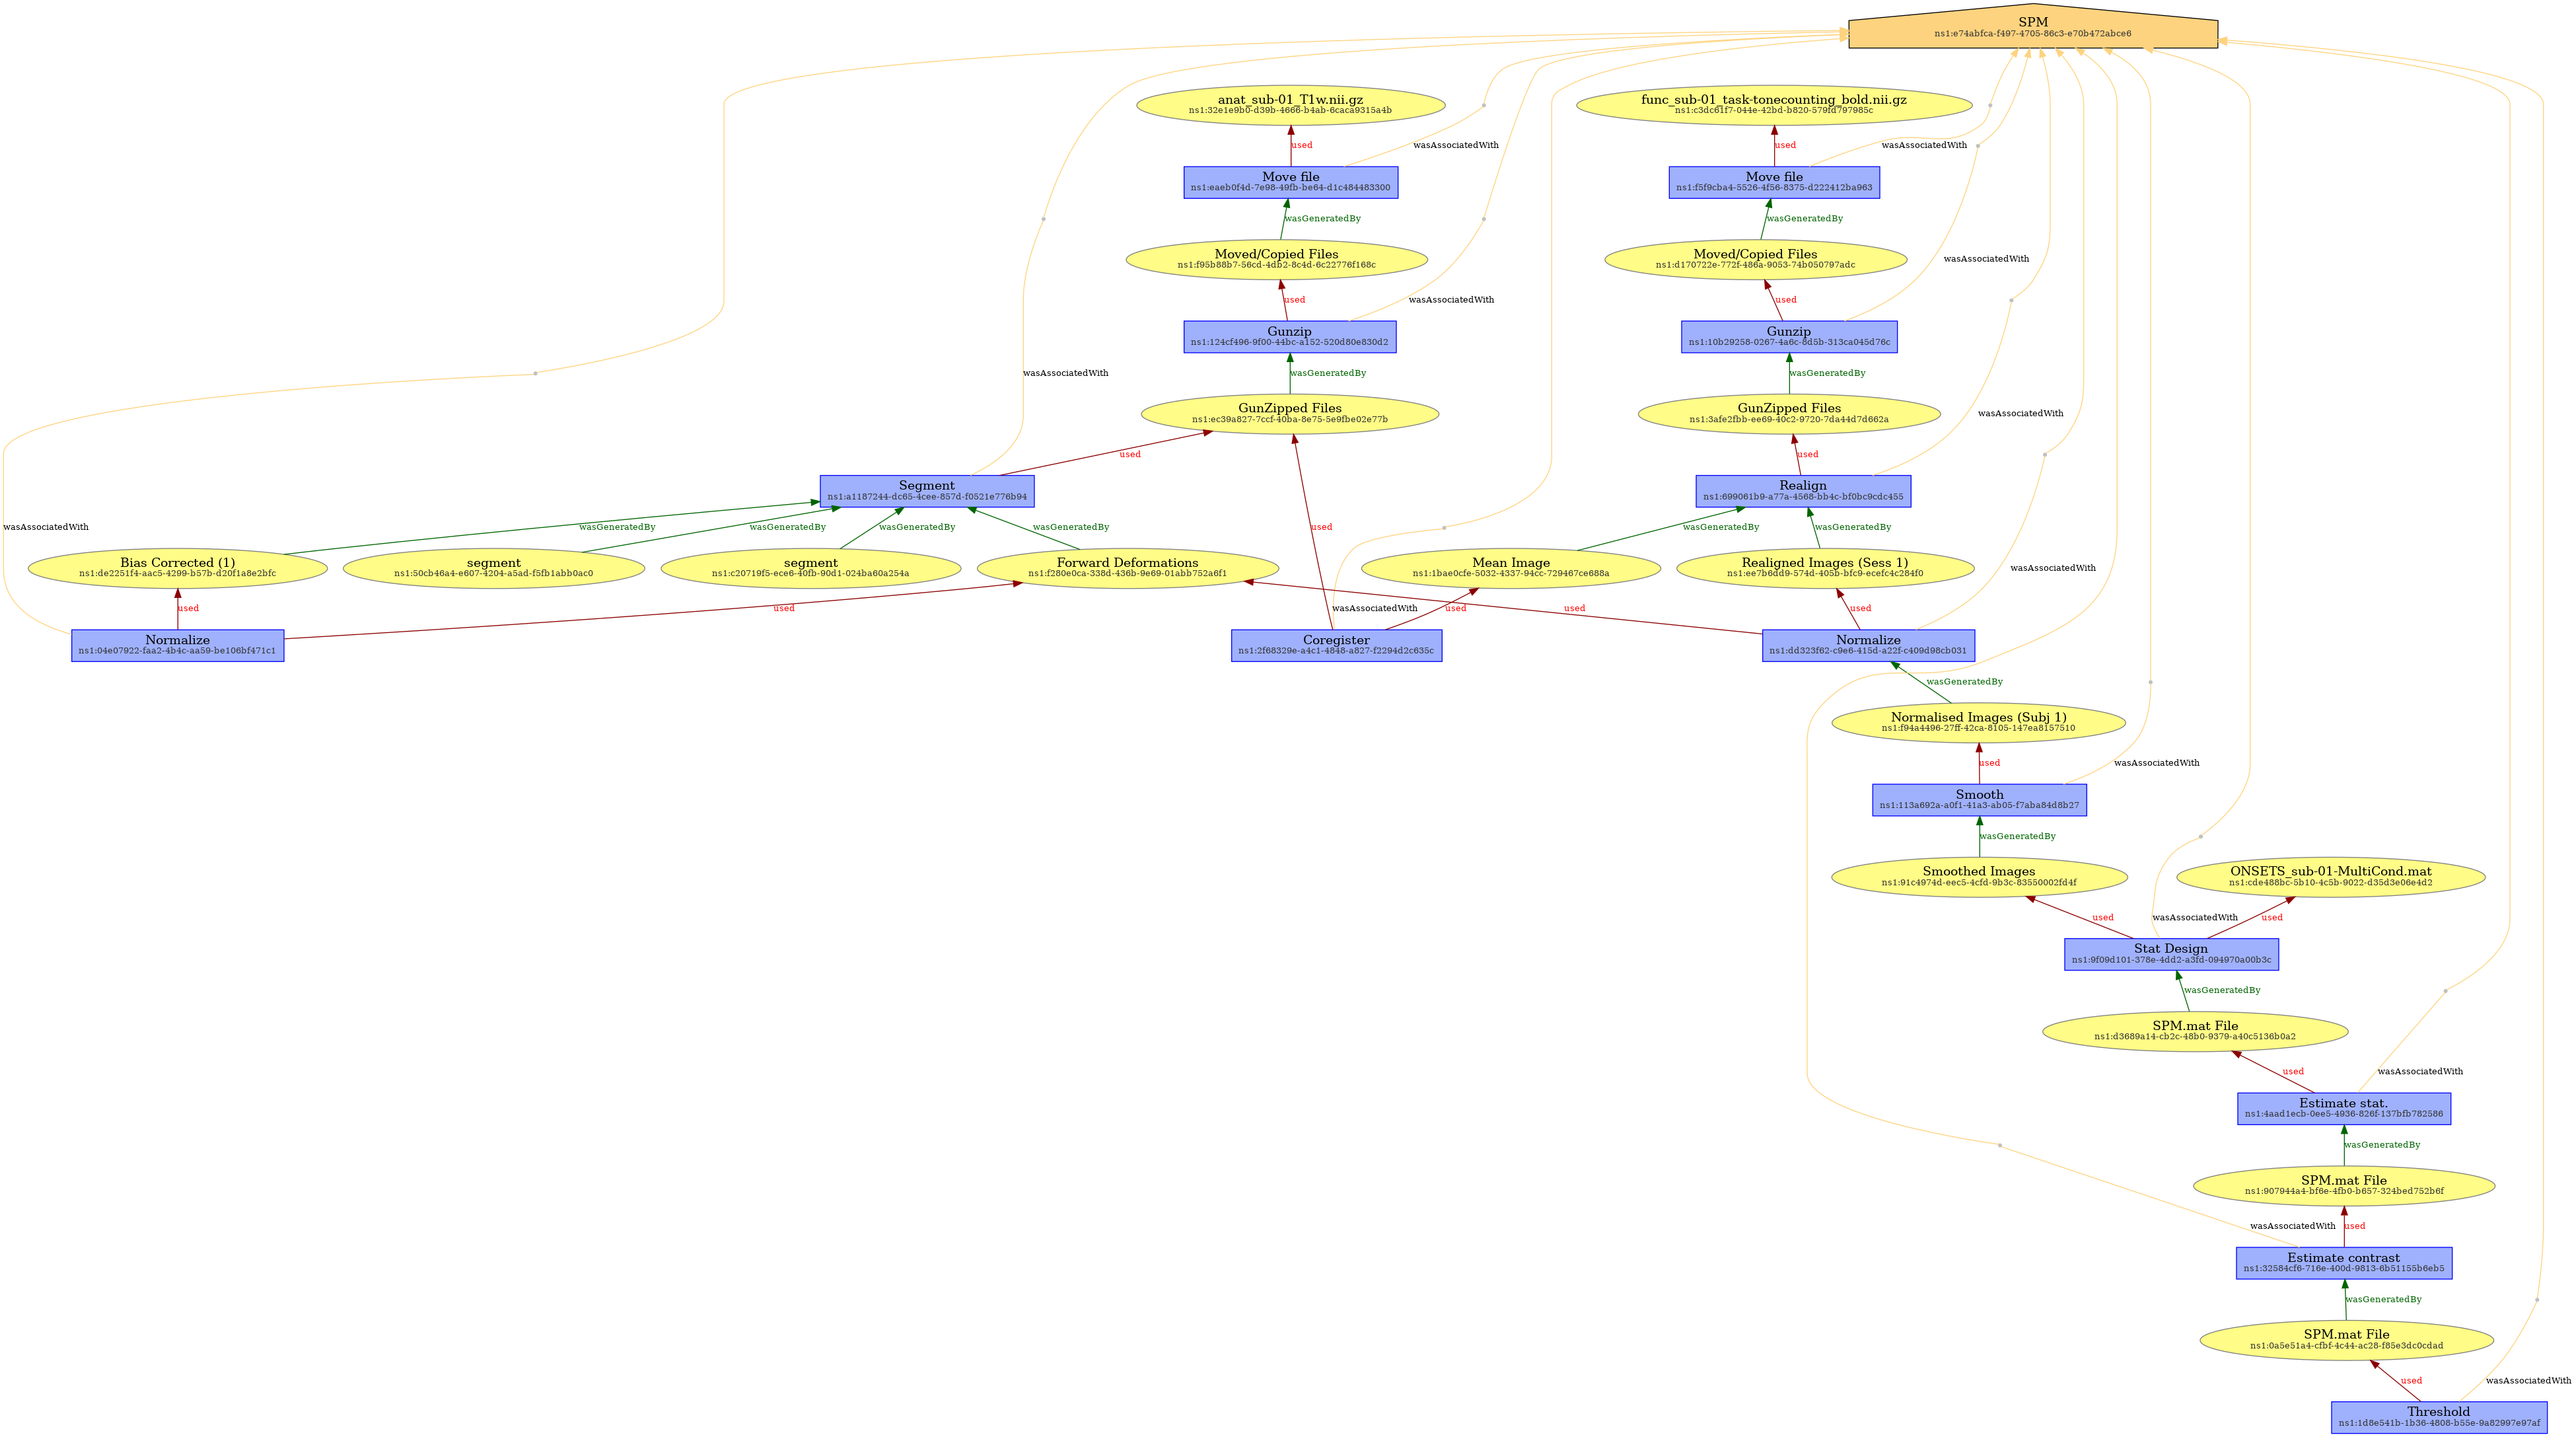 SPM
ns1:e74abfca-f497-4705-86c3-e70b472abce6
anat_sub-01_T1w.nii.gz
ns1:32e1e9b0-d39b-4666-b4ab-6caca9315a4b
func_sub-01_task-tonecounting_bold.nii.gz
ns1:c3dc61f7-044e-42bd-b820-579fd797985c
used
wasAssociatedWith
used
wasAssociatedWith
Move file
ns1:eaeb0f4d-7e98-49fb-be64-d1c484483300
Move file
ns1:f5f9cba4-5526-4f56-8375-d222412ba963
wasGeneratedBy
wasGeneratedBy
Moved/Copied Files
ns1:f95b88b7-56cd-4db2-8c4d-6c22776f168c
Moved/Copied Files
ns1:d170722e-772f-486a-9053-74b050797adc
wasAssociatedWith
used
wasAssociatedWith
used
Gunzip
ns1:124cf496-9f00-44bc-a152-520d80e830d2
Gunzip
ns1:10b29258-0267-4a6c-8d5b-313ca045d76c
wasAssociatedWith
wasGeneratedBy
wasGeneratedBy
GunZipped Files
ns1:ec39a827-7ccf-40ba-8e75-5e9fbe02e77b
GunZipped Files
ns1:3afe2fbb-ee69-40c2-9720-7da44d7d662a
wasAssociatedWith
used
used
Segment
ns1:a1187244-dc65-4cee-857d-f0521e776b94
Realign
ns1:699061b9-a77a-4568-bb4c-bf0bc9cdc455
wasAssociatedWith
wasGeneratedBy
wasGeneratedBy
wasGeneratedBy
wasGeneratedBy
used
wasGeneratedBy
wasGeneratedBy
Bias Corrected (1)
ns1:de2251f4-aac5-4299-b57b-d20f1a8e2bfc
segment
ns1:50cb46a4-e607-4204-a5ad-f5fb1abb0ac0
segment
ns1:c20719f5-ece6-40fb-90d1-024ba60a254a
Forward Deformations
ns1:f280e0ca-338d-436b-9e69-01abb752a6f1
Mean Image
ns1:1bae0cfe-5032-4337-94cc-729467ce688a
Realigned Images (Sess 1)
ns1:ee7b6dd9-574d-405b-bfc9-ecefc4c284f0
wasAssociatedWith
used
used
wasAssociatedWith
used
used
used
Normalize
ns1:04e07922-faa2-4b4c-aa59-be106bf471c1
Coregister
ns1:2f68329e-a4c1-4848-a827-f2294d2c635c
Normalize
ns1:dd323f62-c9e6-415d-a22f-c409d98cb031
wasGeneratedBy
Normalised Images (Subj 1)
ns1:f94a4496-27ff-42ca-8105-147ea8157510
used
wasAssociatedWith
Smooth
ns1:113a692a-a0f1-41a3-ab05-f7aba84d8b27
wasGeneratedBy
Smoothed Images
ns1:91c4974d-eec5-4cfd-9b3c-83550002fd4f
ONSETS_sub-01-MultiCond.mat
ns1:cde488bc-5b10-4c5b-9022-d35d3e06e4d2
used
wasAssociatedWith
used
Stat Design
ns1:9f09d101-378e-4dd2-a3fd-094970a00b3c
wasGeneratedBy
SPM.mat File
ns1:d3689a14-cb2c-48b0-9379-a40c5136b0a2
used
wasAssociatedWith
Estimate stat.
ns1:4aad1ecb-0ee5-4936-826f-137bfb782586
wasGeneratedBy
SPM.mat File
ns1:907944a4-bf6e-4fb0-b657-324bed752b6f
wasAssociatedWith
used
Estimate contrast
ns1:32584cf6-716e-400d-9813-6b51155b6eb5
wasGeneratedBy
SPM.mat File
ns1:0a5e51a4-cfbf-4c44-ac28-f85e3dc0cdad
used
wasAssociatedWith
Threshold
ns1:1d8e541b-1b36-4808-b55e-9a82997e97af